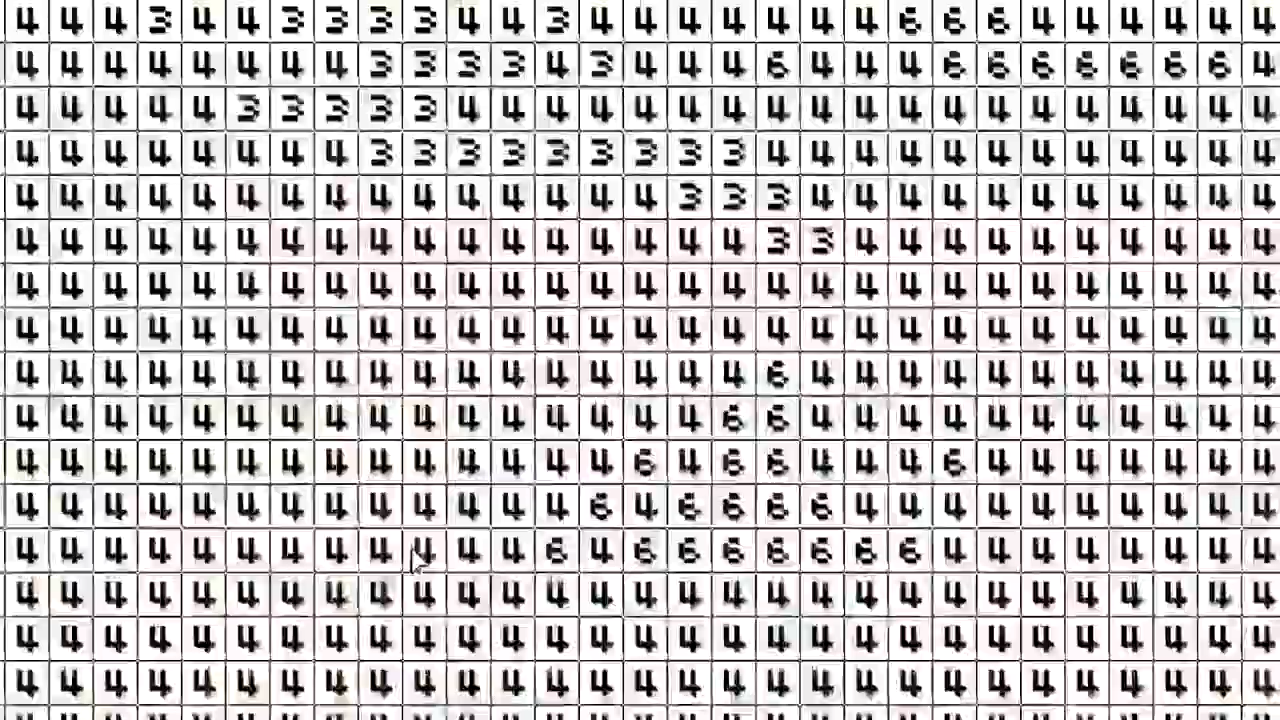 4 4 4 3 4 4 3 3 3 3 4 4 3 4 4 4 4 4 4 4 6 6 6 4 4 4 4 4 4
4 4 4 4 4 4 4 4 3 3 3 3 4 3 4 4 4 6 4 4 4 6 6 6 6 6 6 6 4
4 4 4 4 4 3 3 3 3 3 4 4 4 4 4 4 4 4 4 4 4 4 4 4 4 4 4 4 4
4 4 4 4 4 4 4 4 3 3 3 3 3 3 3 3 3 4 4 4 4 4 4 4 4 4 4 4 4
4 4 4 4 4 4 4 4 4 4 4 4 4 4 4 3 3 3 4 4 4 4 4 4 4 4 4 4 4
4 4 4 4 4 4 4 4 4 4 4 4 4 4 4 4 4 3 3 4 4 4 4 4 4 4 4 4 4
4 4 4 4 4 4 4 4 4 4 4 4 4 4 4 4 4 4 4 4 4 4 4 4 4 4 4 4 4
4 4 4 4 4 4 4 4 4 4 4 4 4 4 4 4 4 4 4 4 4 4 4 4 4 4 4 4 4
4 4 4 4 4 4 4 4 4 4 4 4 4 4 4 4 4 6 4 4 4 4 4 4 4 4 4 4 4
4 4 4 4 4 4 4 4 4 4 4 4 4 4 4 4 6 6 4 4 4 4 4 4 4 4 4 4 4
4 4 4 4 4 4 4 4 4 4 4 4 4 4 6 4 6 6 4 4 4 6 4 4 4 4 4 4 4
4 4 4 4 4 4 4 4 4 4 4 4 4 6 4 6 6 6 6 4 4 4 4 4 4 4 4 4 4
4 4 4 4 4 4 4 4 4 4 4 4 6 4 6 6 6 6 6 6 6 4 4 4 4 4 4 4 4
4 4 4 4 4 4 4 4 4 4 4 4 4 4 4 4 4 4 4 4 4 4 4 4 4 4 4 4 4
4 4 4 4 4 4 4 4 4 4 4 4 4 4 4 4 4 4 4 4 4 4 4 4 4 4 4 4 4
4 4 4 4 4 4 4 4 4 4 4 4 4 4 4 4 4 4 4 4 4 4 4 4 4 4 4 4 4